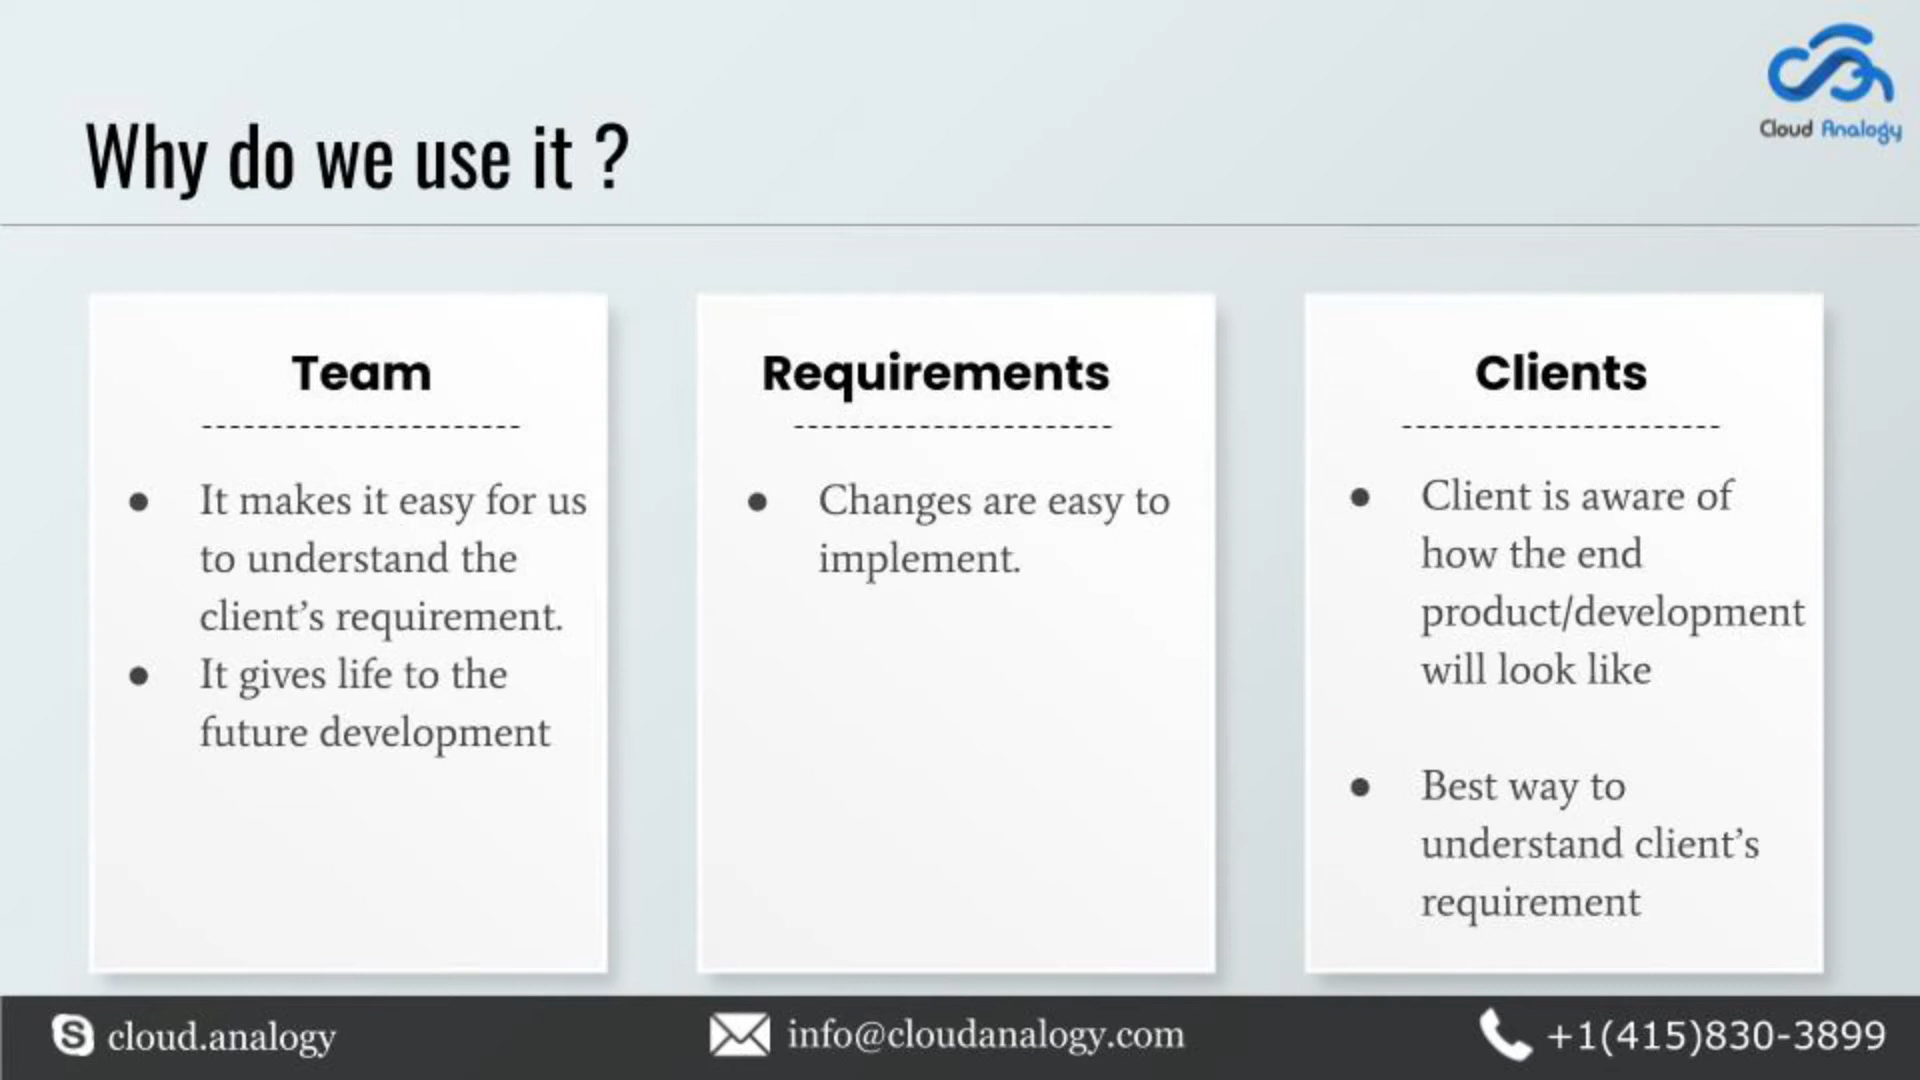 Cloud Analogy
Why do we use it ?
Team
It makes it easy for us
to understand the
client’s requirement.
It gives life to the
future development
Requirements
Changes are easy to
implement.
Clients
Client is aware of
how the end
product/development
will look like
Best way to
understand client’s
requirement
cloud.analogy
info@cloudanalogy.com
+1(415)830-3899